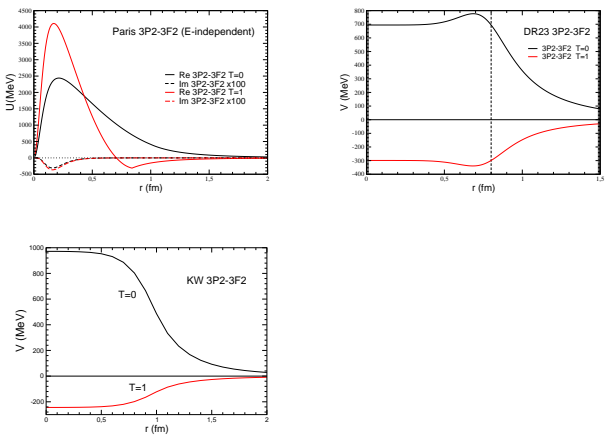 Paris 3P2-3F2 (E-independent)
Re 3P2-3F2 T=0
Im 3P2-3F2 x100
Re 3P2-3F2 T=1
Im 3P2-3F2 x100
U(MeV)
4500
4000
3500
3000
2500
2000
1500
1000
500
0
-500
0 0,5 1 1,5 2
r (fm)
DR23 3P2-3F2
3P2-3F2 T=0
3P2-3F2 T=1
V (MeV)
800
700
600
500
400
300
200
100
0
-100
-200
-300
-400
0 0,5 1 1,5
r (fm)
KW 3P2-3F2
T=0
T=1
V (MeV)
1000
800
600
400
200
0
-200
0 0,5 1 1,5 2
r (fm)